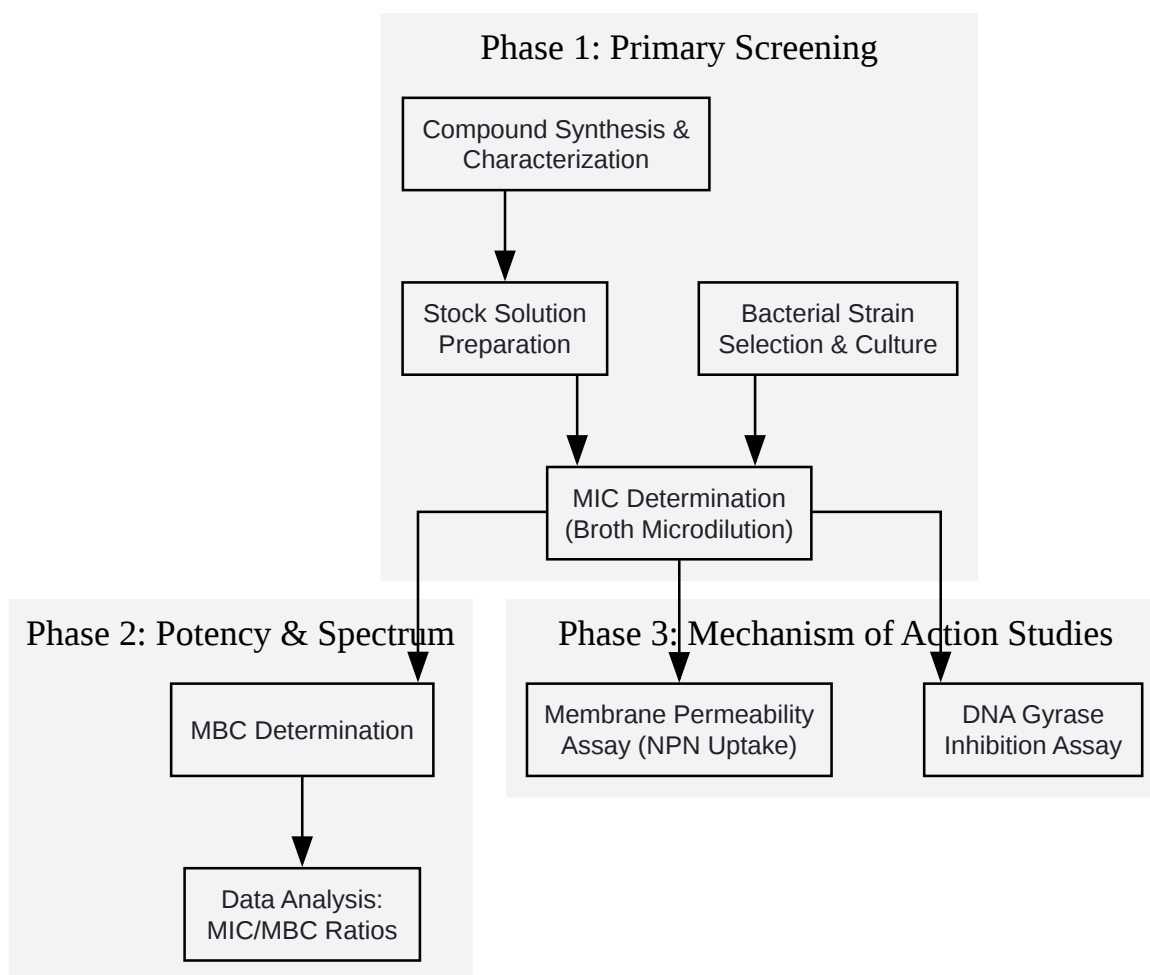 Phase 1: Primary Screening
Compound Synthesis &
Characterization
Stock Solution
Preparation
Bacterial Strain
Selection & Culture
MIC Determination
(Broth Microdilution)
Phase 2: Potency & Spectrum
MBC Determination
Data Analysis:
MIC/MBC Ratios
Phase 3: Mechanism of Action Studies
Membrane Permeability
Assay (NPN Uptake)
DNA Gyrase
Inhibition Assay